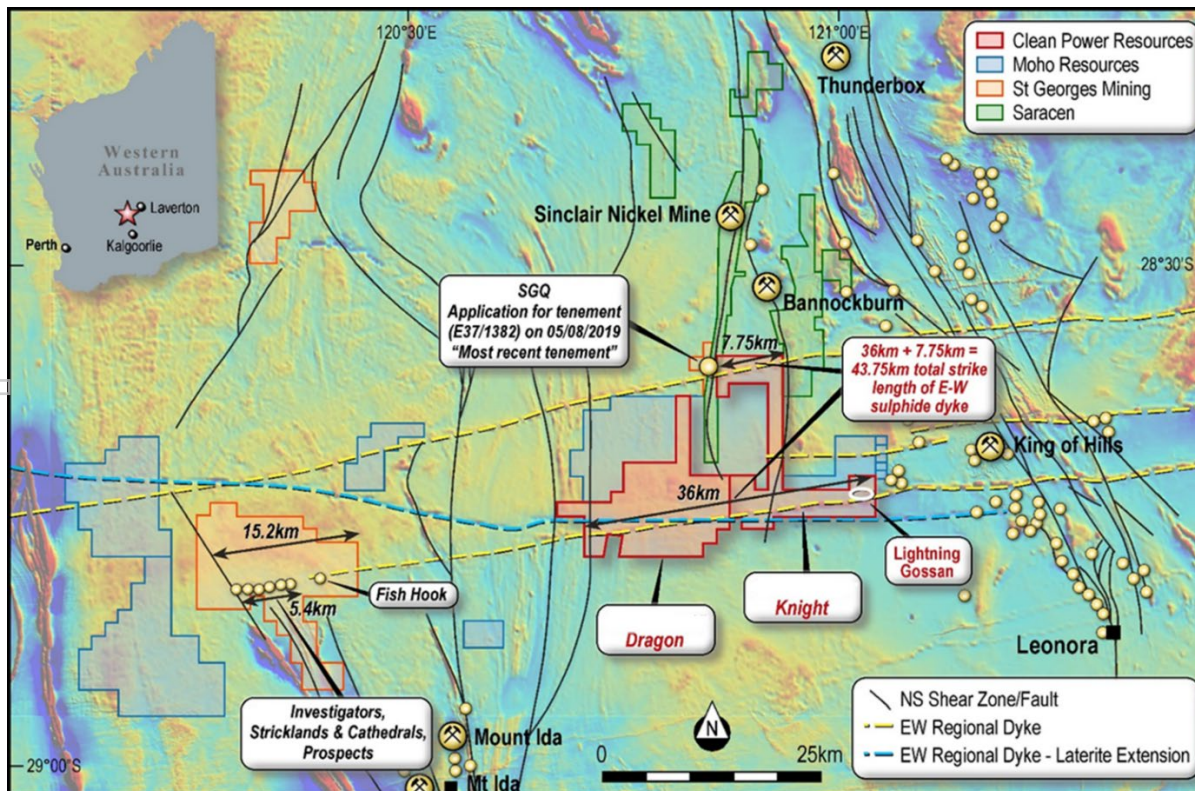 120°30'E
121°00'E
Clean Power Resources
Moho Resources
St Georges Mining
Saracen
Thunderbox
Western
Australia
Laverton
Perth
Kalgoorlie
Sinclair Nickel Mine
28°30'S
SGQ
Application for tenement
(E37/1382) on 05/08/2019
“Most recent tenement”
Bannockburn
7.75km
36km + 7.75km =
43.75km total strike
length of E-W
sulphide dyke
King of Hills
36km
15.2km
Fish Hook
5.4km
Lightning
Gossan
Knight
Dragon
Leonora
Investigators,
Stricklands & Cathedrals,
Prospects
Mount Ida
Mt Ida
29°00'S
N
0
25km
NS Shear Zone/Fault
EW Regional Dyke
EW Regional Dyke - Laterite Extension